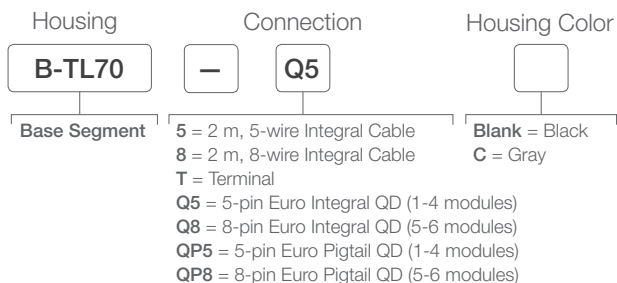 Housing Connection Housing Color
B-TL70 – Q5
Base Segment
5 = 2 m, 5-wire Integral Cable
8 = 2 m, 8-wire Integral Cable
T = Terminal
Q5 = 5-pin Euro Integral QD (1-4 modules)
Q8 = 8-pin Euro Integral QD (5-6 modules)
QP5 = 5-pin Euro Pigtail QD (1-4 modules)
QP8 = 8-pin Euro Pigtail QD (5-6 modules)
Blank = Black
C = Gray